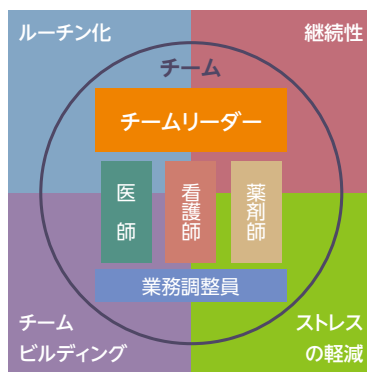 ルーチン化
継続性
チーム
チームリーダー
医師
看護師
薬剤師
業務調整員
チーム
ビルディング
ストレス
の軽減